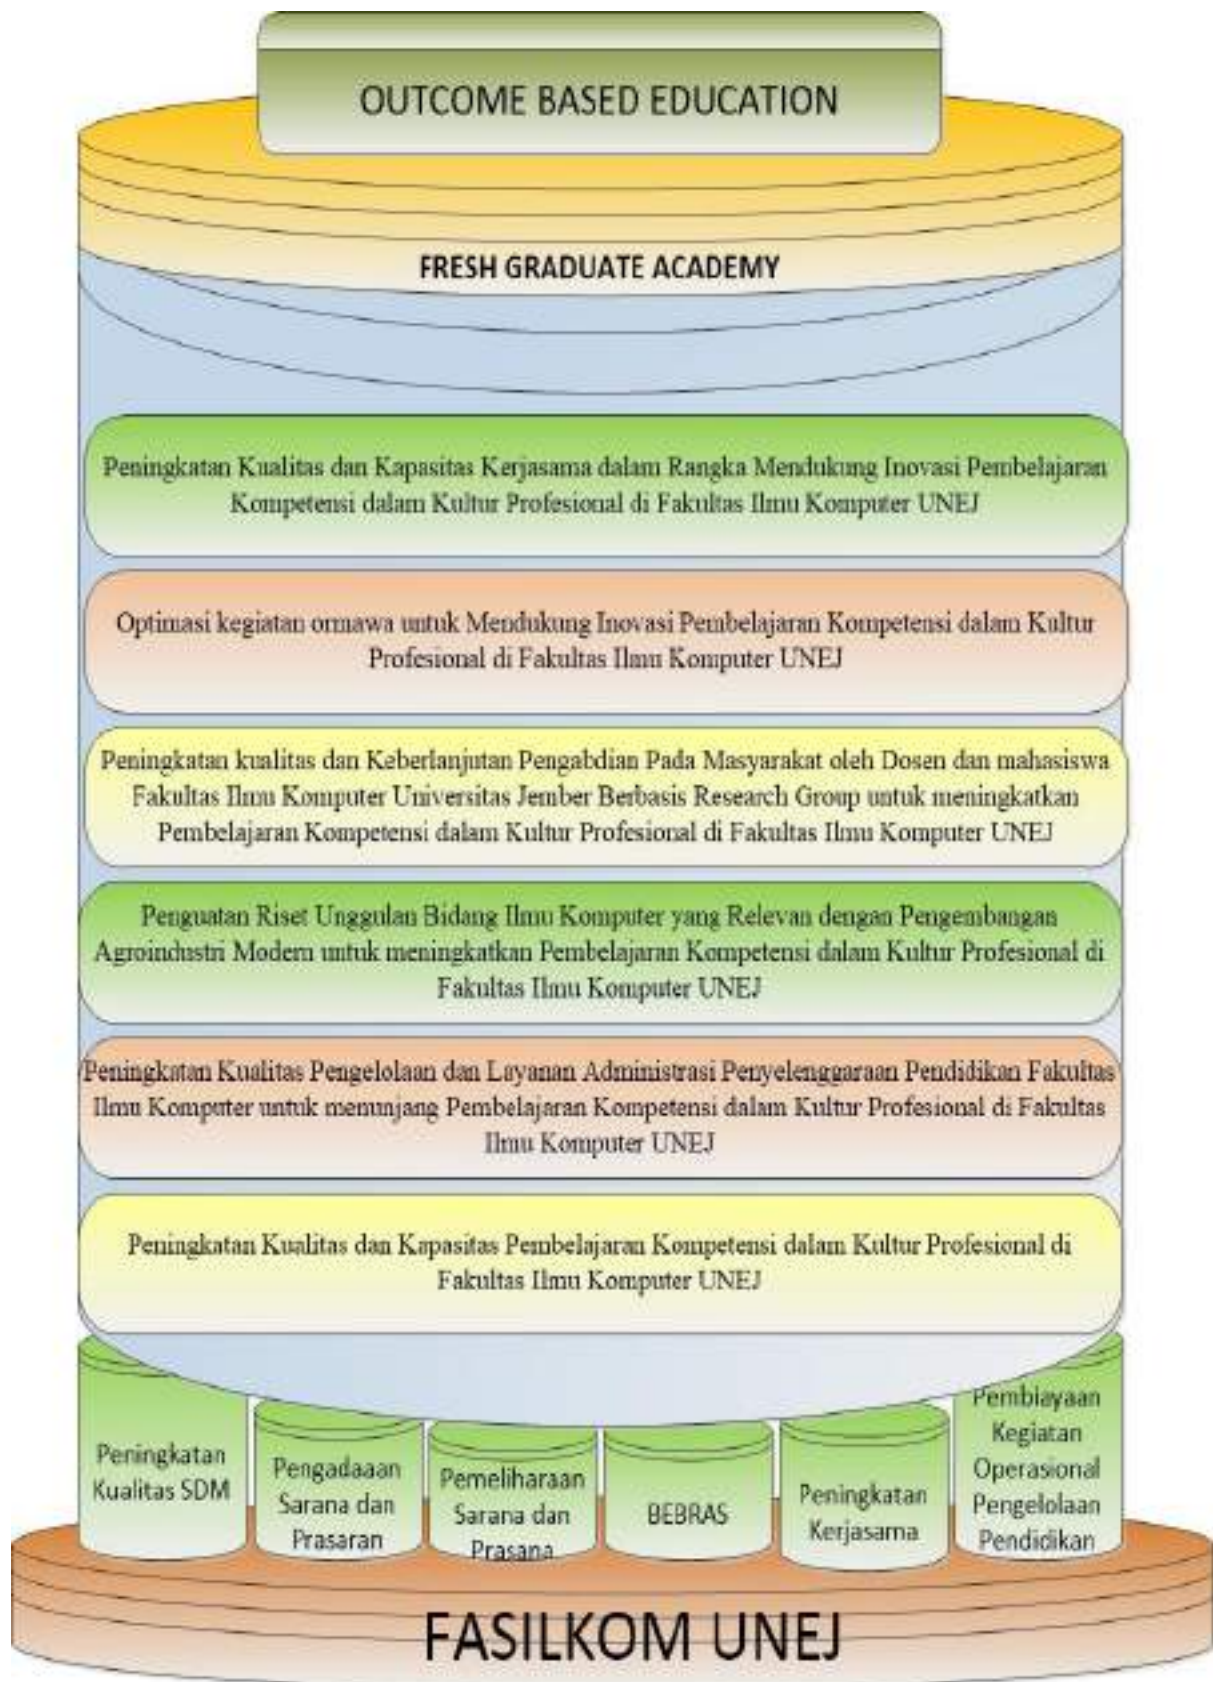 OUTCOME BASED EDUCATION
FRESH GRADUATE ACADEMY
Peningkatan Kualitas dan Kapasitas Kerjasama dalam Rangka Mendukung Inovasi Pembelajaran
Kompetensi dalam Kultur Profesional di Fakultas Ilmu Komputer UNEJ
Optimasi kegiatan ormawa untuk Mendukung Inovasi Pembelajaran Kompetensi dalam Kultur
Profesional di Fakultas Ilmu Komputer UNEJ
Peningkatan kualitas dan Keberlanjutan Pengabdian Pada Masyarakat oleh Dosen dan mahasiswa
Fakultas Ilmu Komputer Universitas Jember Berbasis Research Group untuk meningkatkan
Pembelajaran Kompetensi dalam Kultur Profesional di Fakultas Ilmu Komputer UNEJ
Penguatan Riset Unggulan Bidang Ilmu Komputer yang Relevan dengan Pengembangan
Agroindustri Modern untuk meningkatkan Pembelajaran Kompetensi dalam Kultur Profesional di
Fakultas Ilmu Komputer UNEJ
Peningkatan Kualitas Pengelolaan dan Layanan Administrasi Penyelenggaraan Pendidikan Fakultas
Ilmu Komputer untuk menunjang Pembelajaran Kompetensi dalam Kultur Profesional di Fakultas
Ilmu Komputer UNEJ
Peningkatan Kualitas dan Kapasitas Pembelajaran Kompetensi dalam Kultur Profesional di
Fakultas Ilmu Komputer UNEJ
Peningkatan
Kualitas SDM
Pengadaaan
Sarana dan
Prasaran
Pemeliharaan
Sarana dan
Prasana
BEBRAS
Peningkatan
Kerjasama
Pembiayaan
Kegiatan
Operasional
Pengelolaan
Pendidikan
FASILKOM UNEJ